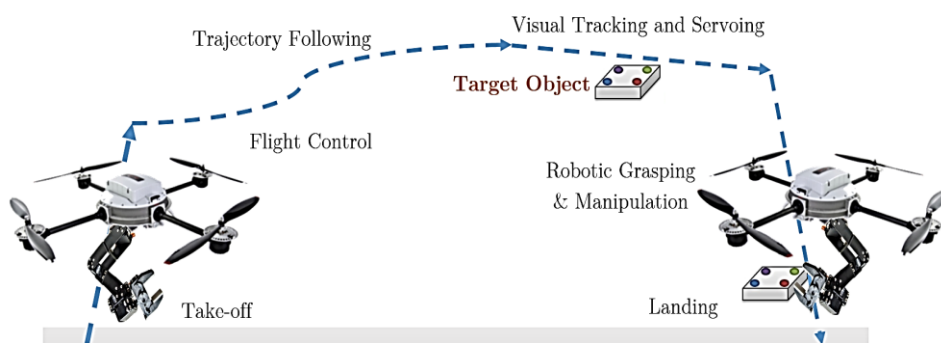 Visual Tracking and Servoing
Trajectory Following
Target Object
Flight Control
Robotic Grasping
& Manipulation
Take-off
Landing